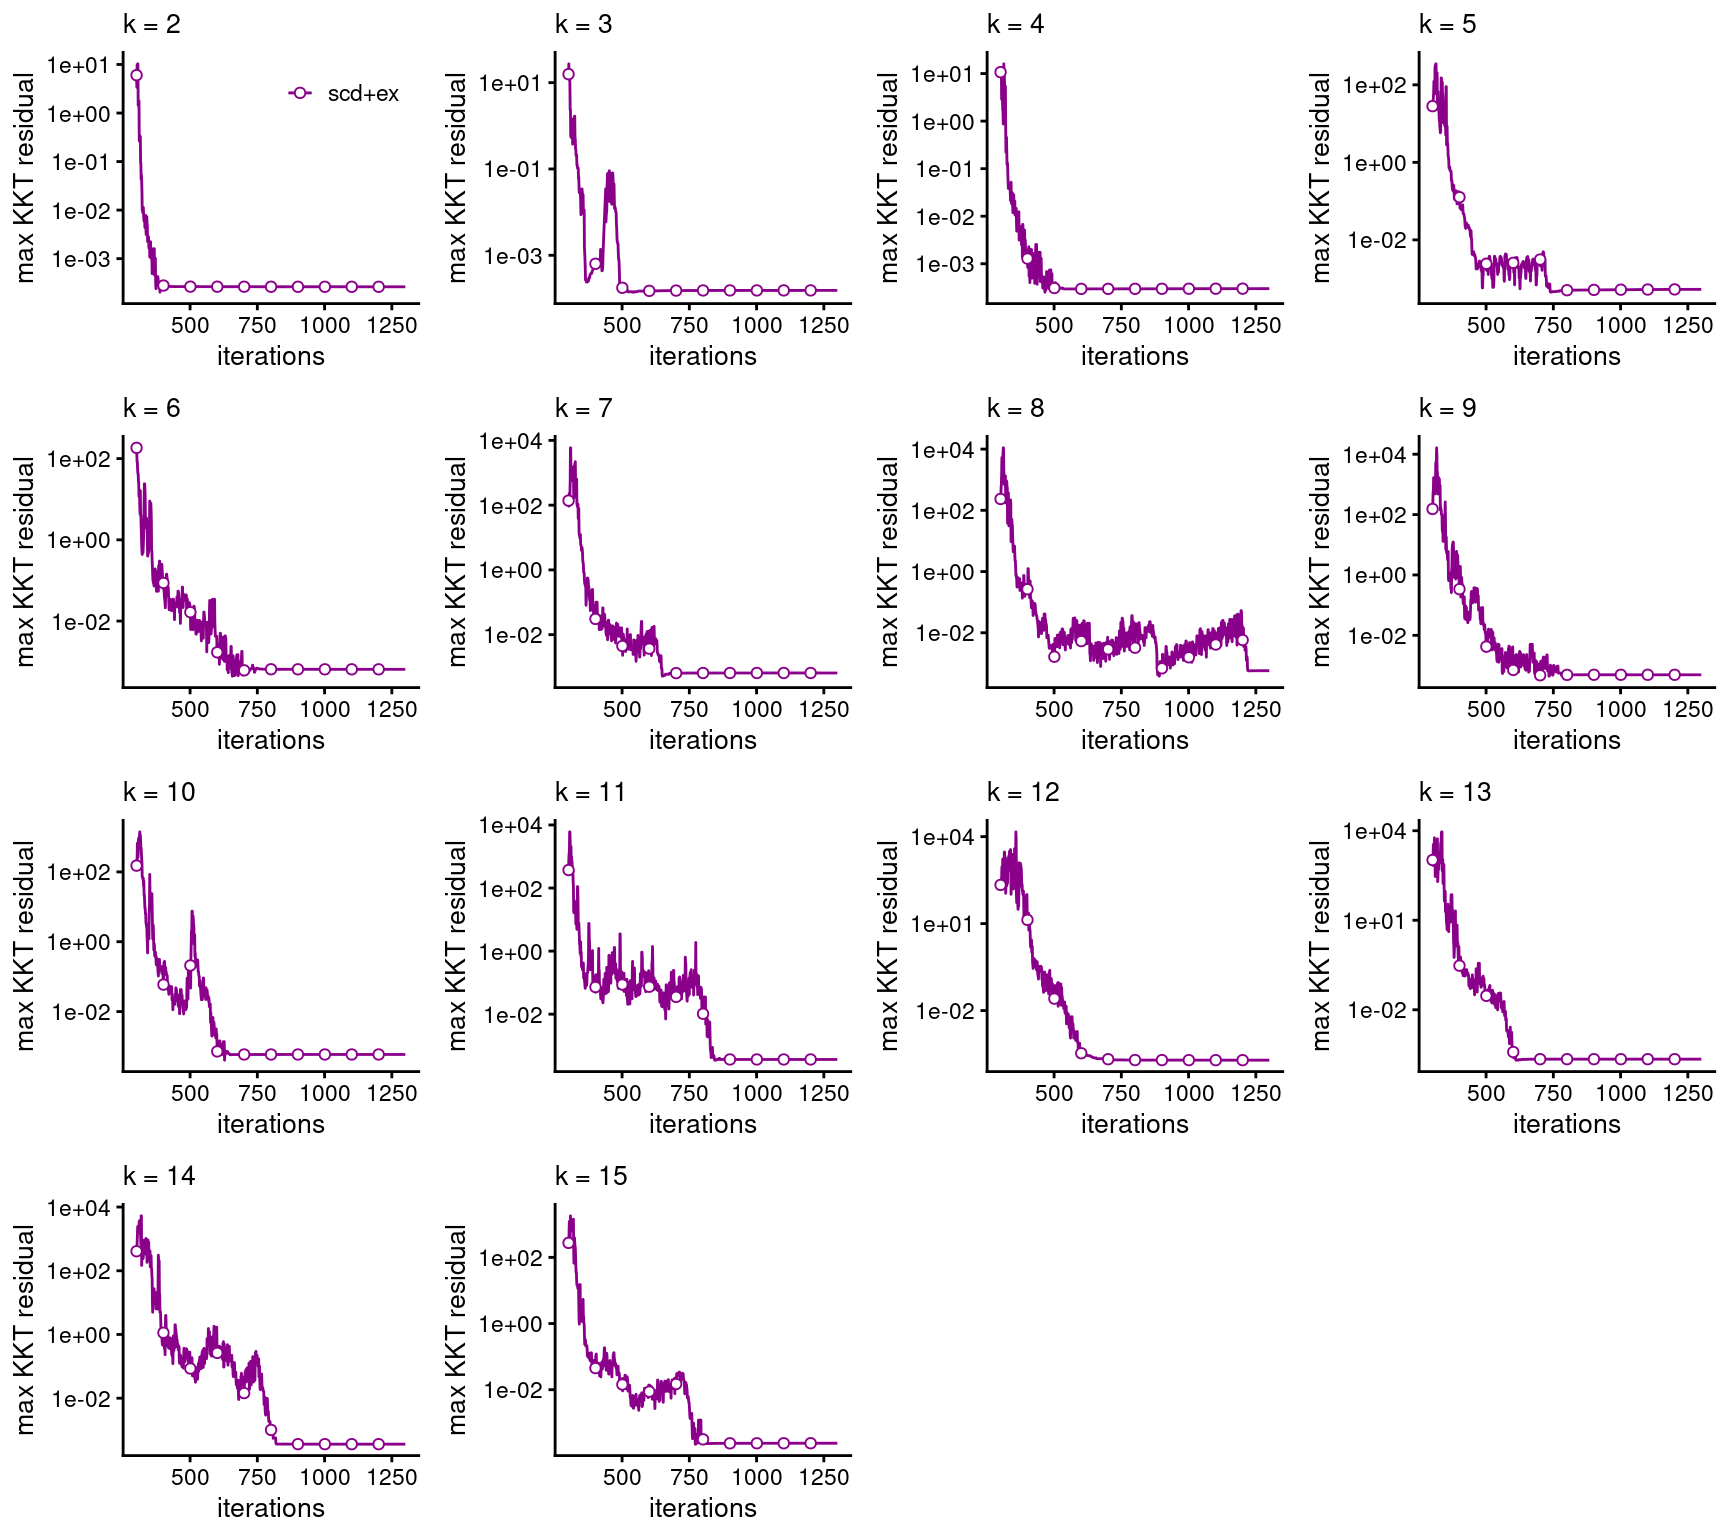 k = 2
max KKT residual
1e+01
1e+00
1e-01
1e-02
1e-03
scd+ex
500 750 1000 1250
iterations
k = 3
max KKT residual
1e+01
1e-01
1e-03
500 750 1000 1250
iterations
k = 4
max KKT residual
1e+01
1e+00
1e-01
1e-02
1e-03
500 750 1000 1250
iterations
k = 5
max KKT residual
1e+02
1e+00
1e-02
500 750 1000 1250
iterations
k = 6
max KKT residual
1e+02
1e+00
1e-02
500 750 1000 1250
iterations
k = 7
max KKT residual
1e+04
1e+02
1e+00
1e-02
500 750 1000 1250
iterations
k = 8
max KKT residual
1e+04
1e+02
1e+00
1e-02
500 750 1000 1250
iterations
k = 9
max KKT residual
1e+04
1e+02
1e+00
1e-02
500 750 1000 1250
iterations
k = 10
max KKT residual
1e+02
1e+00
1e-02
500 750 1000 1250
iterations
k = 11
max KKT residual
1e+04
1e+02
1e+00
1e-02
500 750 1000 1250
iterations
k = 12
max KKT residual
1e+04
1e+01
1e-02
500 750 1000 1250
iterations
k = 13
max KKT residual
1e+04
1e+01
1e-02
500 750 1000 1250
iterations
k = 14
max KKT residual
1e+04
1e+02
1e+00
1e-02
500 750 1000 1250
iterations
k = 15
max KKT residual
1e+02
1e+00
1e-02
500 750 1000 1250
iterations